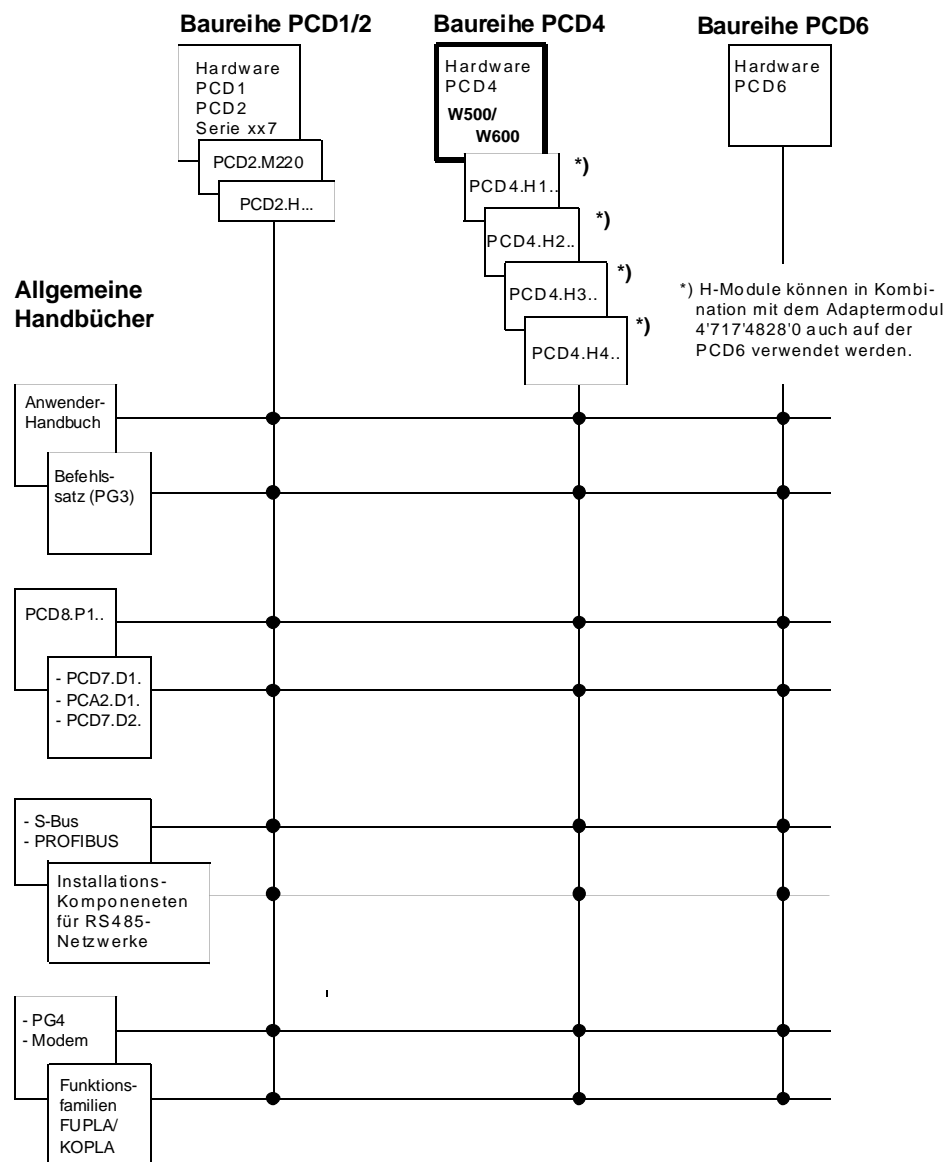 Baureihe PCD1/2
Baureihe PCD4
Baureihe PCD6
Hardware
PCD1
PCD2
Serie xx7
PCD2.M220
PCD2.H...
Hardware
PCD4
W500/
W600
*)
PCD4.H1..
*)
PCD4.H2..
*)
PCD4.H3..
*)
PCD4.H4..
Hardware
PCD6
*) H-Module können in Kombi-
nation mit dem Adaptermodul
4'717'4828'0 auch auf der
PCD6 verwendet werden.
Allgemeine
Handbücher
Anwender-
Handbuch
Befehls-
satz (PG3)
PCD8.P1..
- PCD7.D1.
- PCA2.D1.
- PCD7.D2.
- S-Bus
- PROFIBUS
Installations-
Komponeneten
für RS485-
Netzwerke
- PG4
- Modem
Funktions-
familien
FUPLA/
KOPLA